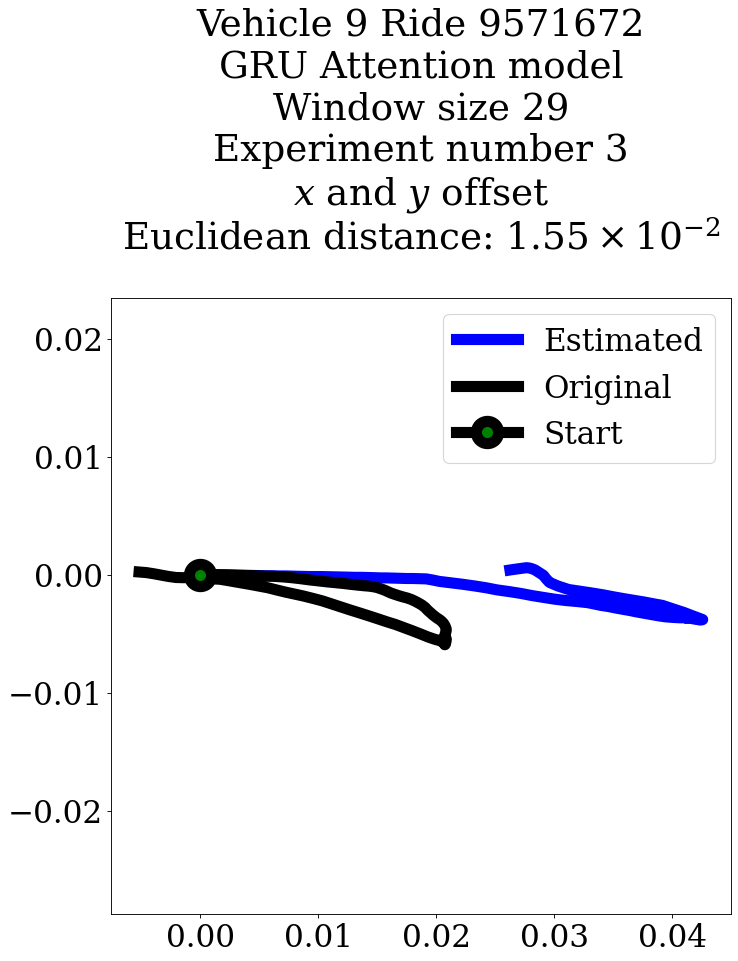 Vehicle 9 Ride 9571672
GRU Attention model
Window size 29
Experiment number 3
x and y offset
Euclidean distance: 1.55 × 10⁻²
Estimated
Original
Start
0.02
0.01
0.00
−0.01
−0.02
0.00 0.01 0.02 0.03 0.04